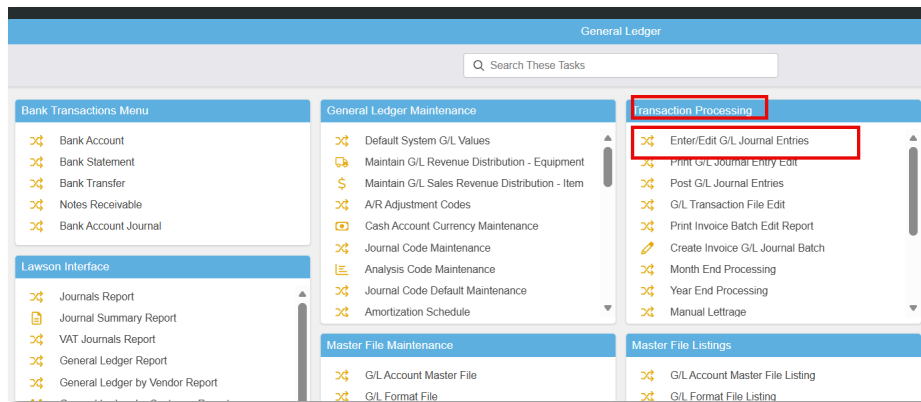 General Ledger
Search These Tasks
Bank Transactions Menu
Bank Account
Bank Statement
Bank Transfer
Notes Receivable
Bank Account Journal
Lawson Interface
Journals Report
Journal Summary Report
VAT Journals Report
General Ledger Report
General Ledger by Vendor Report
General Ledger Maintenance
Default System G/L Values
Maintain G/L Revenue Distribution - Equipment
Maintain G/L Sales Revenue Distribution - Item
A/R Adjustment Codes
Cash Account Currency Maintenance
Journal Code Maintenance
Analysis Code Maintenance
Journal Code Default Maintenance
Amortization Schedule
Master File Maintenance
G/L Account Master File
G/L Format File
Transaction Processing
Enter/Edit G/L Journal Entries
Print G/L Journal Entry Edit
Post G/L Journal Entries
G/L Transaction File Edit
Print Invoice Batch Edit Report
Create Invoice G/L Journal Batch
Month End Processing
Year End Processing
Manual Lettrage
Master File Listings
G/L Account Master File Listing
G/L Format File Listing